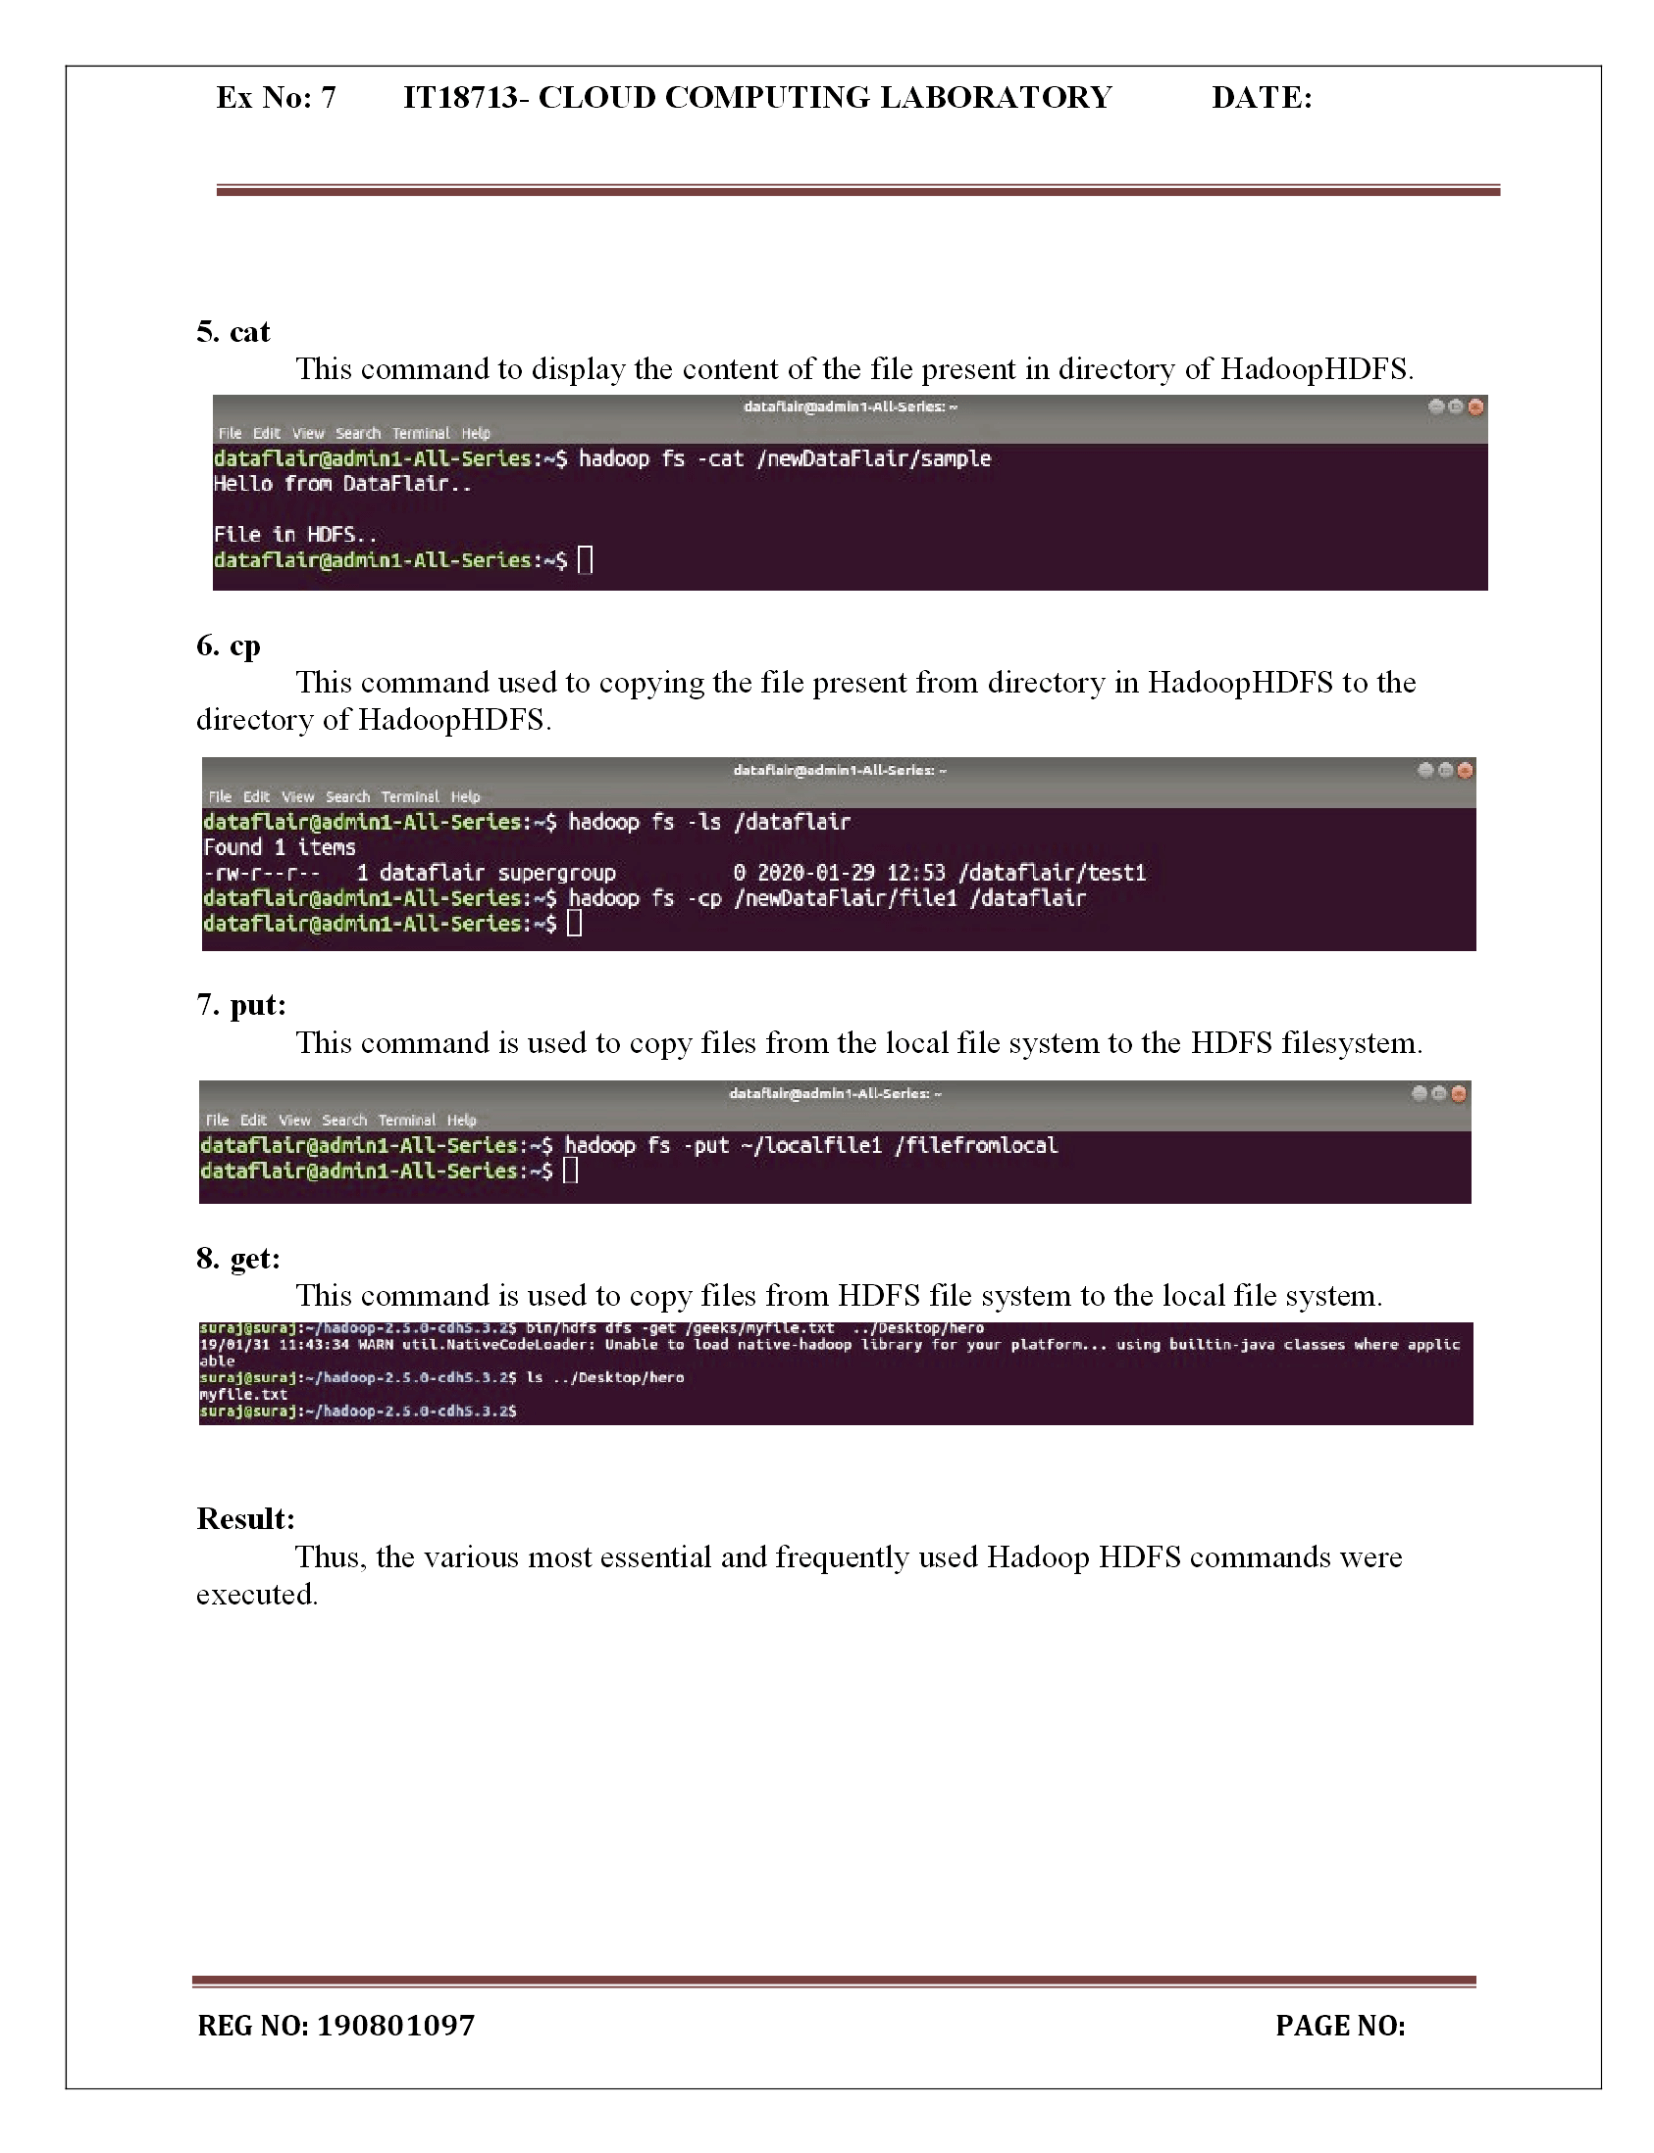 Ex No: 7 IT18713- CLOUD COMPUTING LABORATORY DATE:
5. cat
This command to display the content of the file present in directory of HadoopHDFS.
dataflair@admin1-All-Series: ~
File Edit View Search Terminal Help
dataflair@admin1-All-Series:~$ hadoop fs -cat /newDataFlair/sample
Hello from DataFlair..
File in HDFS..
dataflair@admin1-All-Series:~$
6. cp
This command used to copying the file present from directory in HadoopHDFS to the
directory of HadoopHDFS.
dataflair@admin1-All-Series: ~
File Edit View Search Terminal Help
dataflair@admin1-All-Series:~$ hadoop fs -ls /dataflair
Found 1 items
-rw-r--r-- 1 dataflair supergroup 0 2020-01-29 12:53 /dataflair/test1
dataflair@admin1-All-Series:~$ hadoop fs -cp /newDataFlair/file1 /dataflair
dataflair@admin1-All-Series:~$
7. put:
This command is used to copy files from the local file system to the HDFS filesystem.
dataflair@admin1-All-Series: ~
File Edit View Search Terminal Help
dataflair@admin1-All-Series:~$ hadoop fs -put ~/localfile1 /filefromlocal
dataflair@admin1-All-Series:~$
8. get:
This command is used to copy files from HDFS file system to the local file system.
suraj@suraj:~/hadoop-2.5.0-cdh5.3.2$ bin/hdfs dfs -get /geeks/myfile.txt ../Desktop/hero
19/01/31 11:43:34 WARN util.NativeCodeLoader: Unable to load native-hadoop library for your platform... using builtin-java classes where applic
able
suraj@suraj:~/hadoop-2.5.0-cdh5.3.2$ ls ../Desktop/hero
myfile.txt
suraj@suraj:~/hadoop-2.5.0-cdh5.3.2$
Result:
Thus, the various most essential and frequently used Hadoop HDFS commands were
executed.
REG NO: 190801097 PAGE NO: